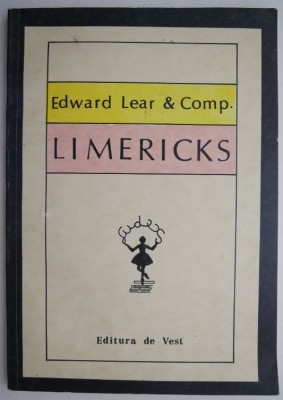 Edward Lear & Comp.
LIMERICKS
Editura de Vest